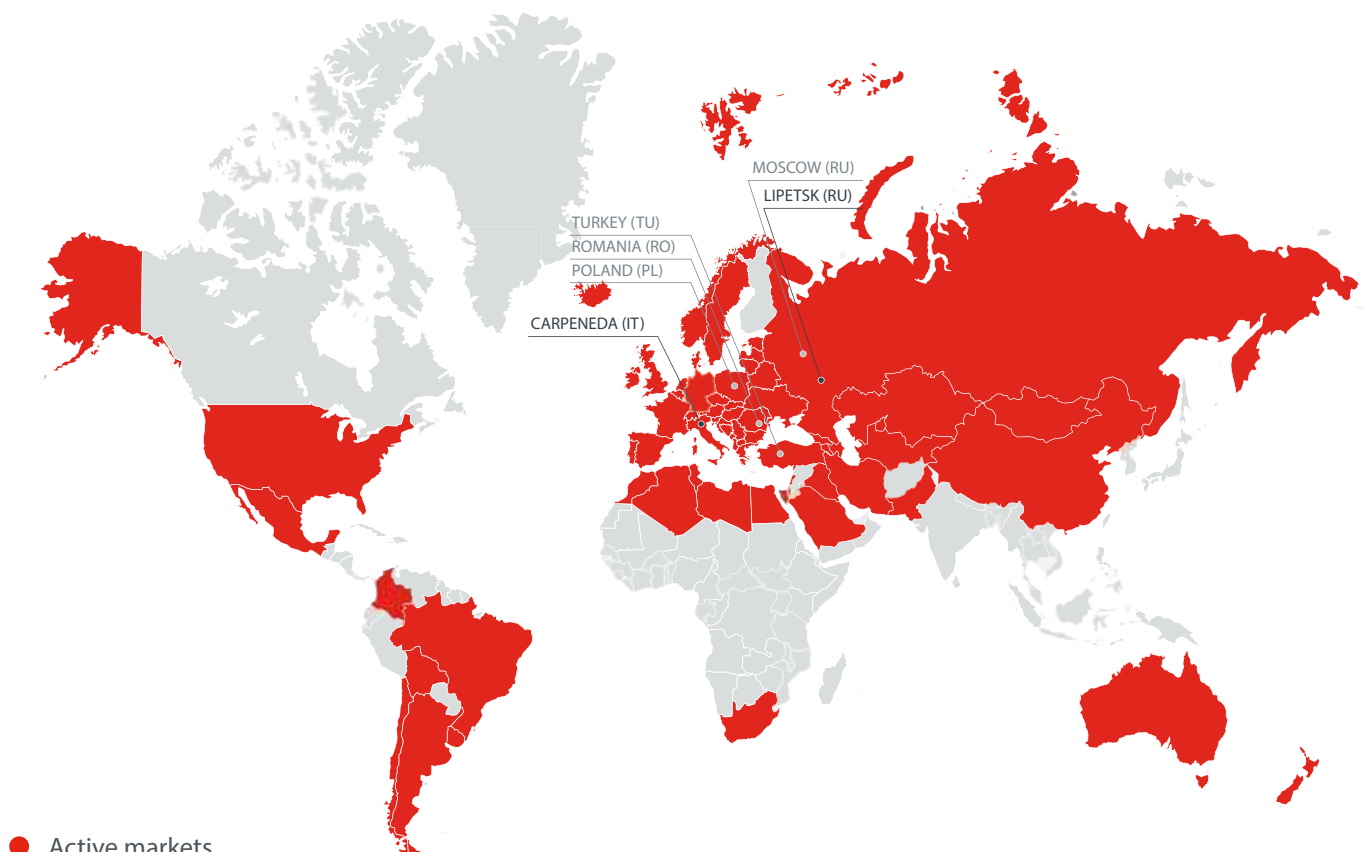 MOSCOW (RU)
LIPETSK (RU)
TURKEY (TU)
ROMANIA (RO)
POLAND (PL)
CARPENEDA (IT)
Active markets